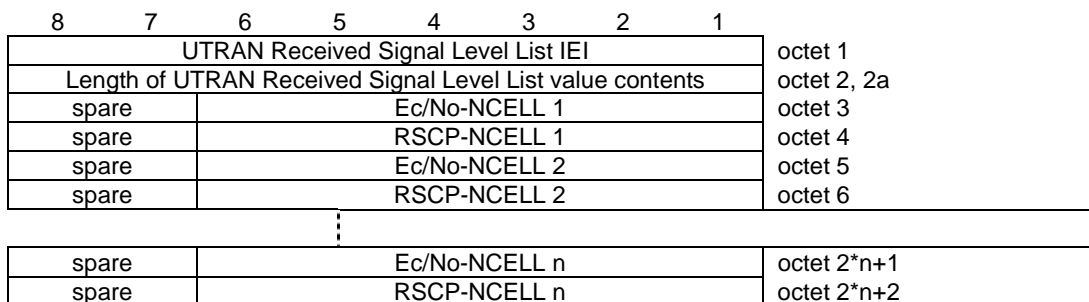 8 7 6 5 4 3 2 1
UTRAN Received Signal Level List IEI octet 1
Length of UTRAN Received Signal Level List value contents octet 2, 2a
spare Ec/No-NCELL 1 octet 3
spare RSCP-NCELL 1 octet 4
spare Ec/No-NCELL 2 octet 5
spare RSCP-NCELL 2 octet 6
spare Ec/No-NCELL n octet 2*n+1
spare RSCP-NCELL n octet 2*n+2